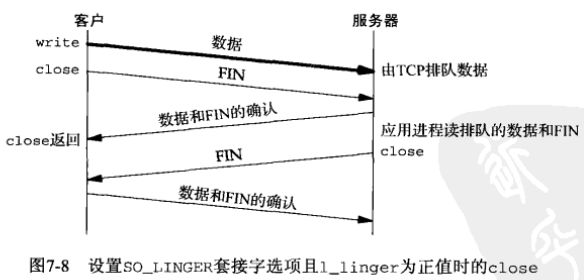 客户
服务器
write
数据
close
FIN
由TCP排队数据
数据和FIN的确认
应用进程读排队的数据和FIN
close返回
close
FIN
数据和FIN的确认
图7-8 设置SO_LINGER套接字选项且l_linger为正值时的close